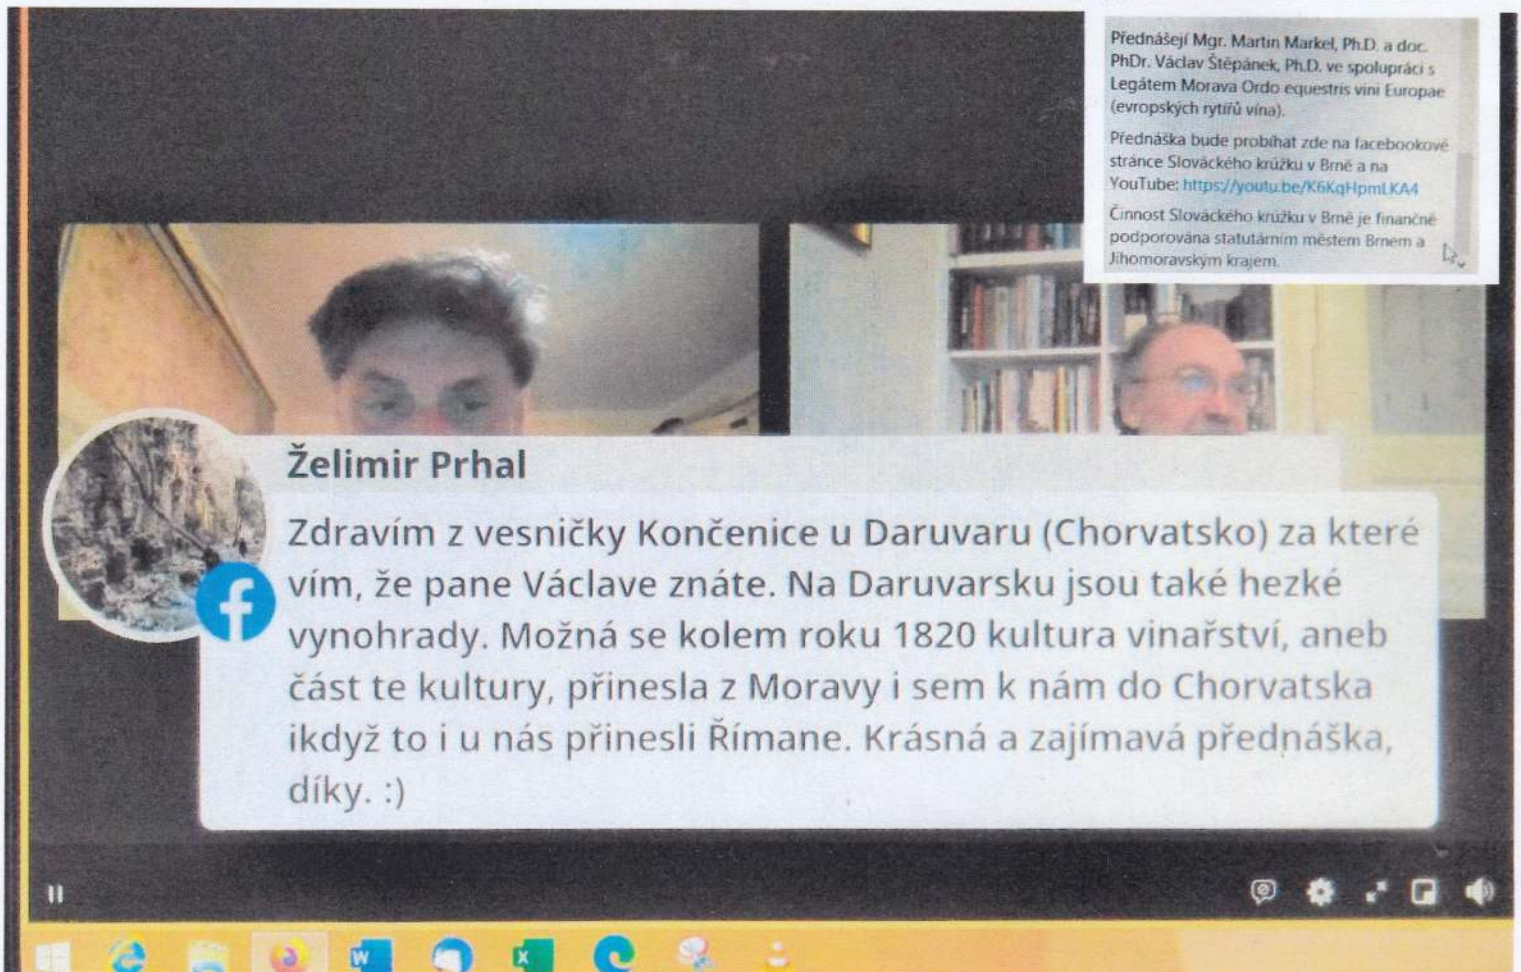 Přednášejí Mgr. Martin Markel, Ph.D. a doc.
PhDr. Václav Štěpánek, Ph.D. ve spolupráci s
Legátem Morava Ordo equestris vini Europae
(evropských rytířů vína).
Přednáška bude probíhat zde na facebookové
stránce Slováckého krúžku v Brně a na
YouTube: https://youtu.be/K6KqHpmLKA4
Činnost Slováckého krúžku v Brně je finančně
podporována statutárním městem Brnem a
Jihomoravským krajem.
Želimir Prhal
Zdravím z vesničky Končenice u Daruvaru (Chorvatsko) za které
vím, že pane Václave znáte. Na Daruvarsku jsou také hezké
vynohrady. Možná se kolem roku 1820 kultura vinařství, aneb
část te kultury, přinesla z Moravy i sem k nám do Chorvatska
ikdyž to i u nás přinesli Římane. Krásná a zajímavá přednáška,
díky. :)